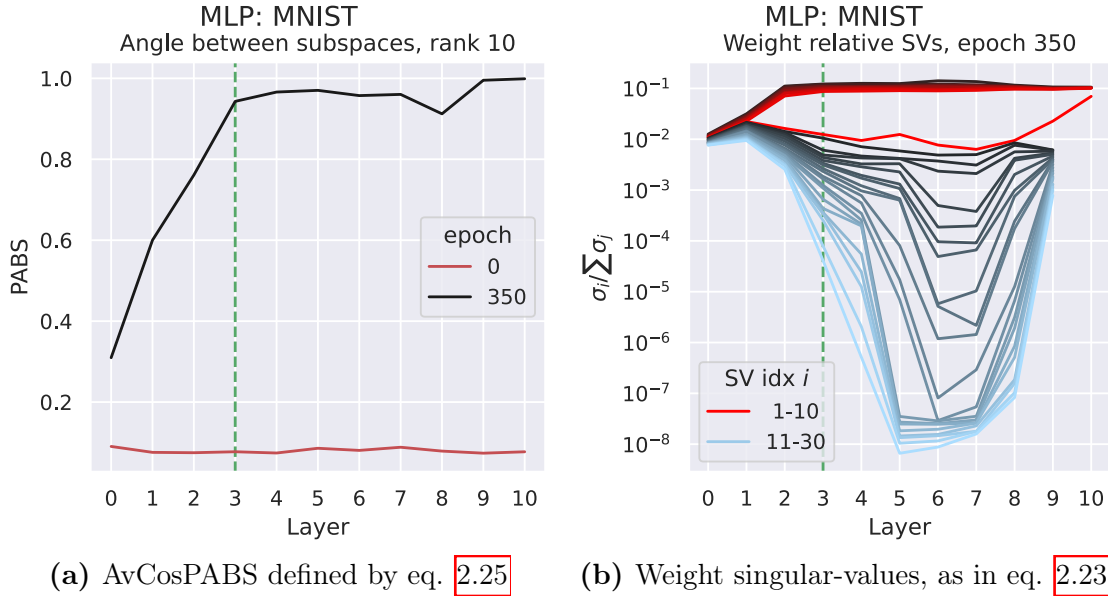 MLP: MNIST
Angle between subspaces, rank 10
PABS
1.0
0.8
0.6
0.4
0.2
epoch
0
350
0 1 2 3 4 5 6 7 8 9 10
Layer
(a) AvCosPABS defined by eq. 2.25
MLP: MNIST
Weight relative SVs, epoch 350
σᵢ/∑σⱼ
10⁻¹
10⁻²
10⁻³
10⁻⁴
10⁻⁵
10⁻⁶
10⁻⁷
10⁻⁸
SV idx i
1-10
11-30
0 1 2 3 4 5 6 7 8 9 10
Layer
(b) Weight singular-values, as in eq. 2.23